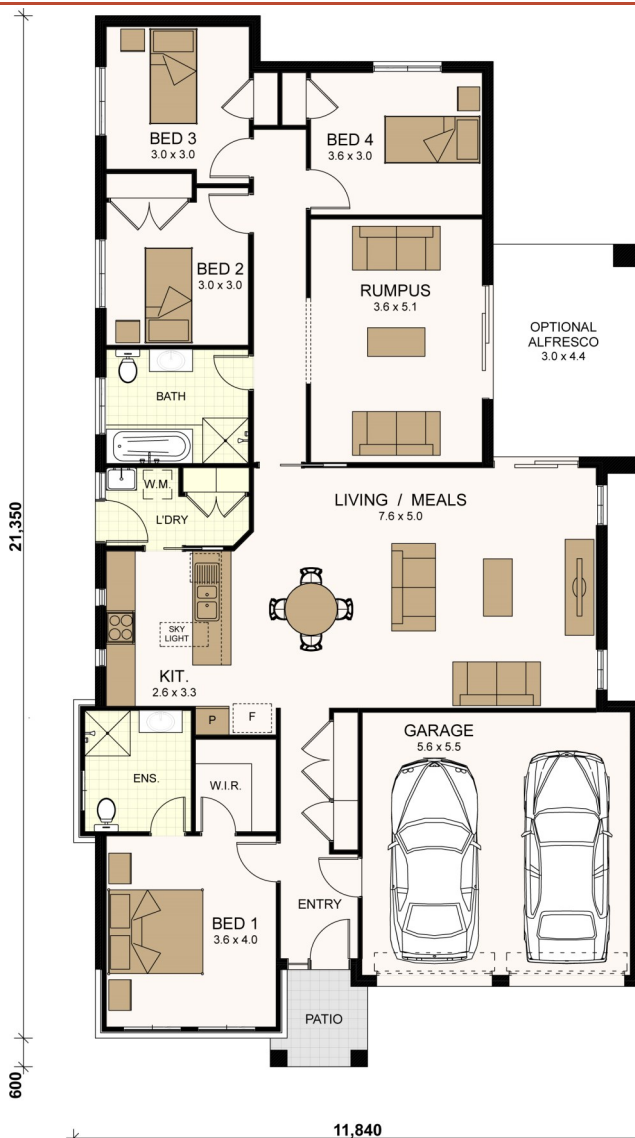 BED 3
3.0 x 3.0
BED 4
3.6 x 3.0
BED 2
3.0 x 3.0
RUMPUS
3.6 x 5.1
OPTIONAL
ALFRESCO
3.0 x 4.4
BATH
W.M.
L'DRY
LIVING / MEALS
7.6 x 5.0
21,350
SKY
LIGHT
KIT.
2.6 x 3.3
P
F
GARAGE
5.6 x 5.5
ENS.
W.I.R.
ENTRY
BED 1
3.6 x 4.0
PATIO
600
11,840